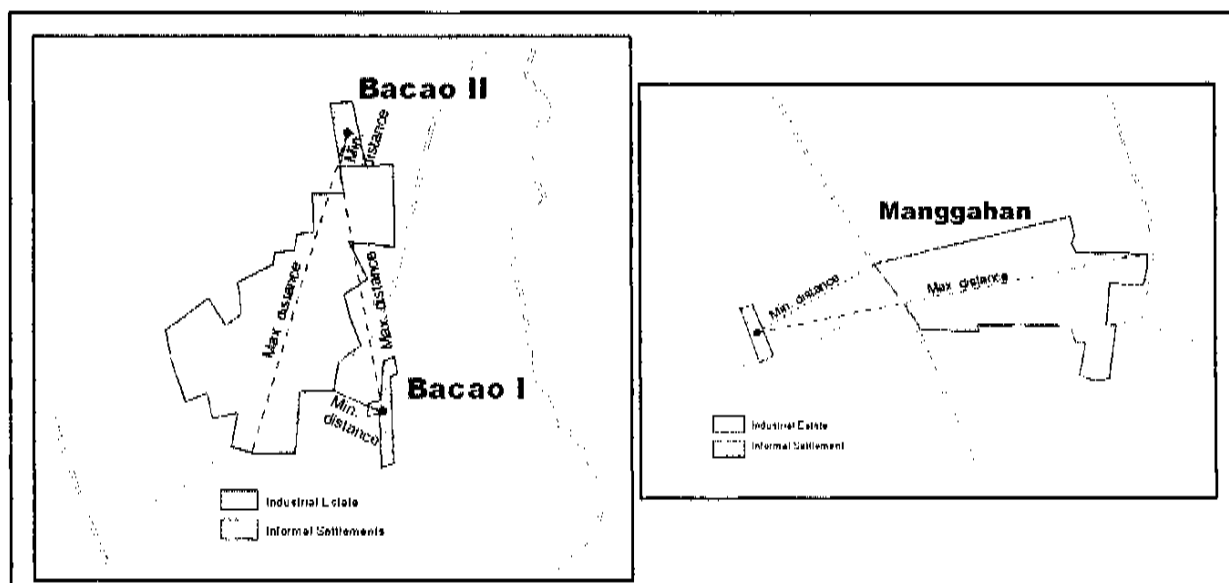 Bacao II
Min.
distance
Max. distance
Max. distance
Bacao I
Min.
distance
Industrial Estate
Informal Settlements
Manggahan
Min. distance
Max. distance
Industrial Estate
Informal Settlement